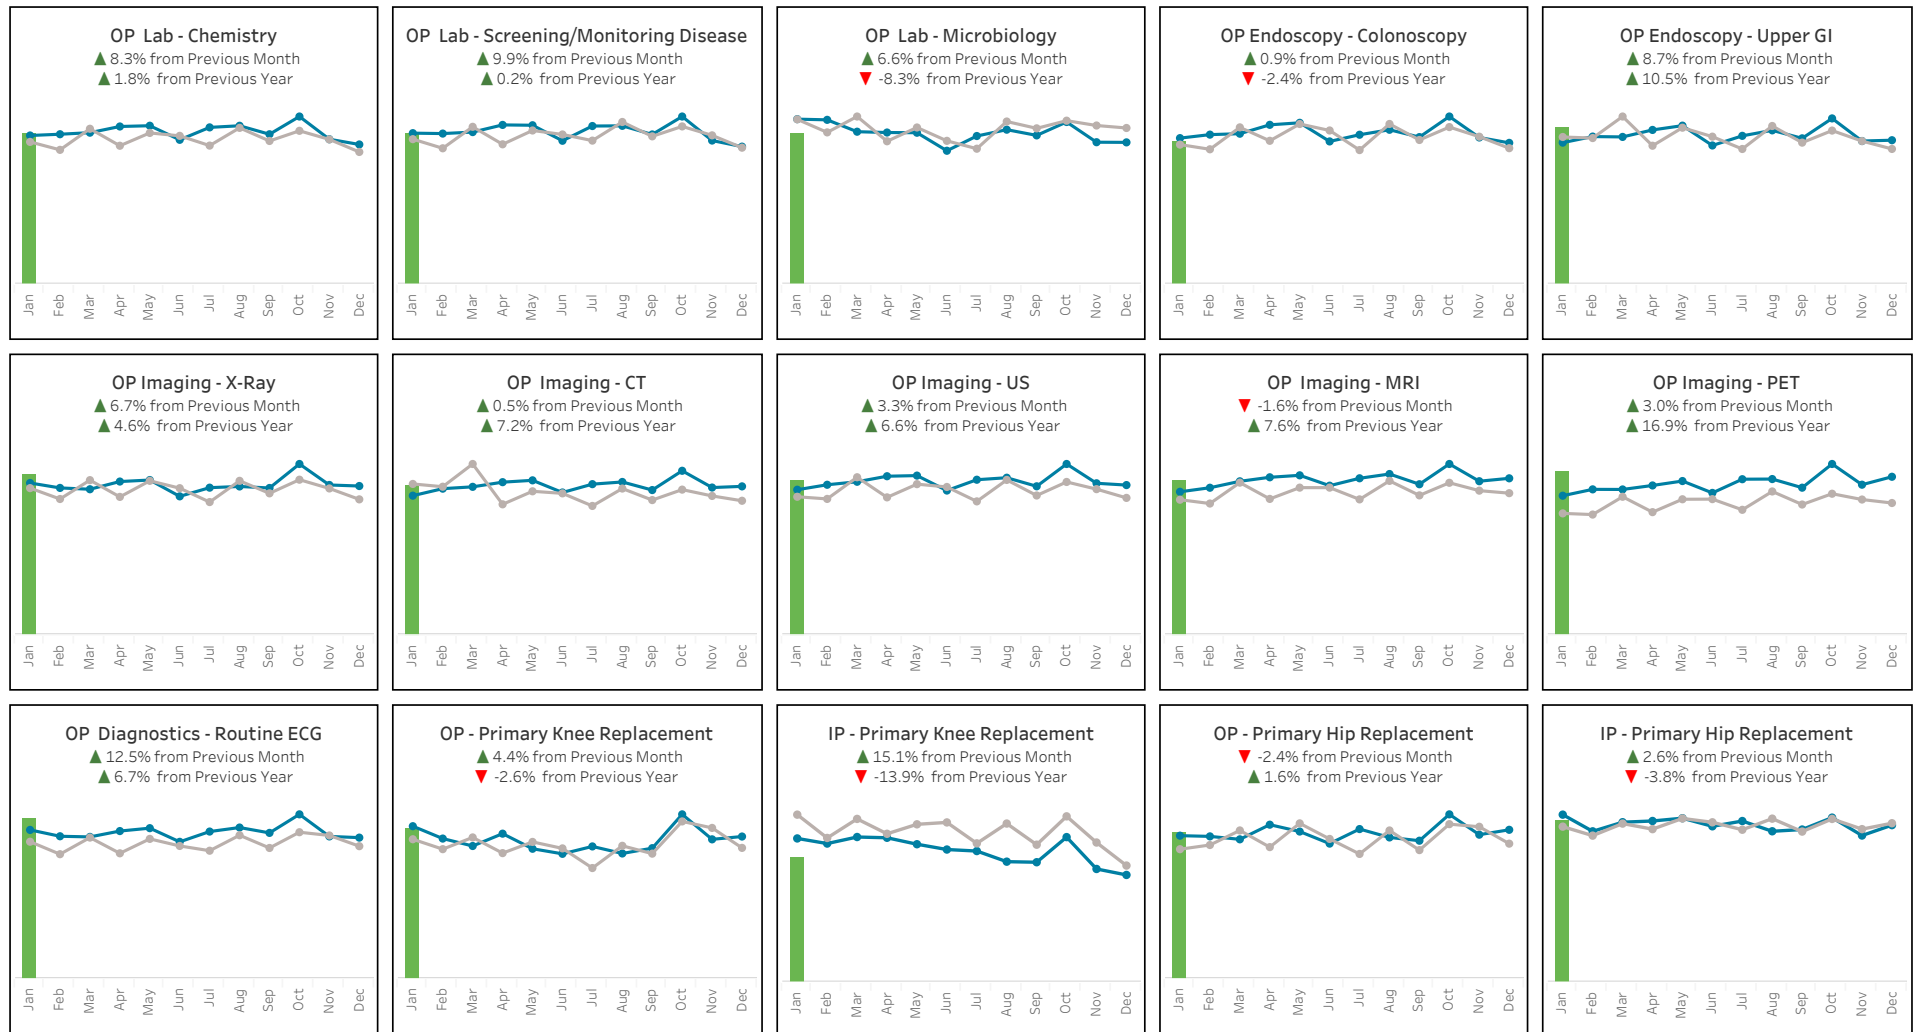 OP Lab - Chemistry
▲ 8.3% from Previous Month
▲ 1.8% from Previous Year
Jan Feb Mar Apr May Jun Jul Aug Sep Oct Nov Dec
OP Lab - Screening/Monitoring Disease
▲ 9.9% from Previous Month
▲ 0.2% from Previous Year
Jan Feb Mar Apr May Jun Jul Aug Sep Oct Nov Dec
OP Lab - Microbiology
▲ 6.6% from Previous Month
▼ -8.3% from Previous Year
Jan Feb Mar Apr May Jun Jul Aug Sep Oct Nov Dec
OP Endoscopy - Colonoscopy
▲ 0.9% from Previous Month
▼ -2.4% from Previous Year
Jan Feb Mar Apr May Jun Jul Aug Sep Oct Nov Dec
OP Endoscopy - Upper GI
▲ 8.7% from Previous Month
▲ 10.5% from Previous Year
Jan Feb Mar Apr May Jun Jul Aug Sep Oct Nov Dec
OP Imaging - X-Ray
▲ 6.7% from Previous Month
▲ 4.6% from Previous Year
Jan Feb Mar Apr May Jun Jul Aug Sep Oct Nov Dec
OP Imaging - CT
▲ 0.5% from Previous Month
▲ 7.2% from Previous Year
Jan Feb Mar Apr May Jun Jul Aug Sep Oct Nov Dec
OP Imaging - US
▲ 3.3% from Previous Month
▲ 6.6% from Previous Year
Jan Feb Mar Apr May Jun Jul Aug Sep Oct Nov Dec
OP Imaging - MRI
▼ -1.6% from Previous Month
▲ 7.6% from Previous Year
Jan Feb Mar Apr May Jun Jul Aug Sep Oct Nov Dec
OP Imaging - PET
▲ 3.0% from Previous Month
▲ 16.9% from Previous Year
Jan Feb Mar Apr May Jun Jul Aug Sep Oct Nov Dec
OP Diagnostics - Routine ECG
▲ 12.5% from Previous Month
▲ 6.7% from Previous Year
Jan Feb Mar Apr May Jun Jul Aug Sep Oct Nov Dec
OP - Primary Knee Replacement
▲ 4.4% from Previous Month
▼ -2.6% from Previous Year
Jan Feb Mar Apr May Jun Jul Aug Sep Oct Nov Dec
IP - Primary Knee Replacement
▲ 15.1% from Previous Month
▼ -13.9% from Previous Year
Jan Feb Mar Apr May Jun Jul Aug Sep Oct Nov Dec
OP - Primary Hip Replacement
▼ -2.4% from Previous Month
▲ 1.6% from Previous Year
Jan Feb Mar Apr May Jun Jul Aug Sep Oct Nov Dec
IP - Primary Hip Replacement
▲ 2.6% from Previous Month
▼ -3.8% from Previous Year
Jan Feb Mar Apr May Jun Jul Aug Sep Oct Nov Dec